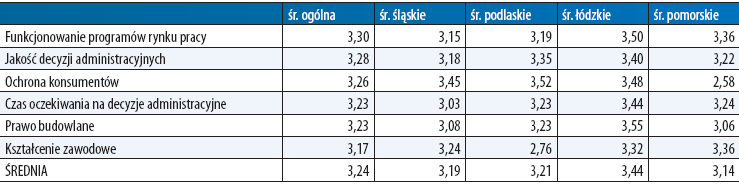 śr. ogólna śr. śląskie śr. podlaskie śr. łódzkie śr. pomorskie
Funkcjonowanie programów rynku pracy 3,30 3,15 3,19 3,50 3,36
Jakość decyzji administracyjnych 3,28 3,18 3,35 3,40 3,22
Ochrona konsumentów 3,26 3,45 3,52 3,48 2,58
Czas oczekiwania na decyzje administracyjne 3,23 3,03 3,23 3,44 3,24
Prawo budowlane 3,23 3,08 3,23 3,55 3,06
Kształcenie zawodowe 3,17 3,24 2,76 3,32 3,36
ŚREDNIA 3,24 3,19 3,21 3,44 3,14